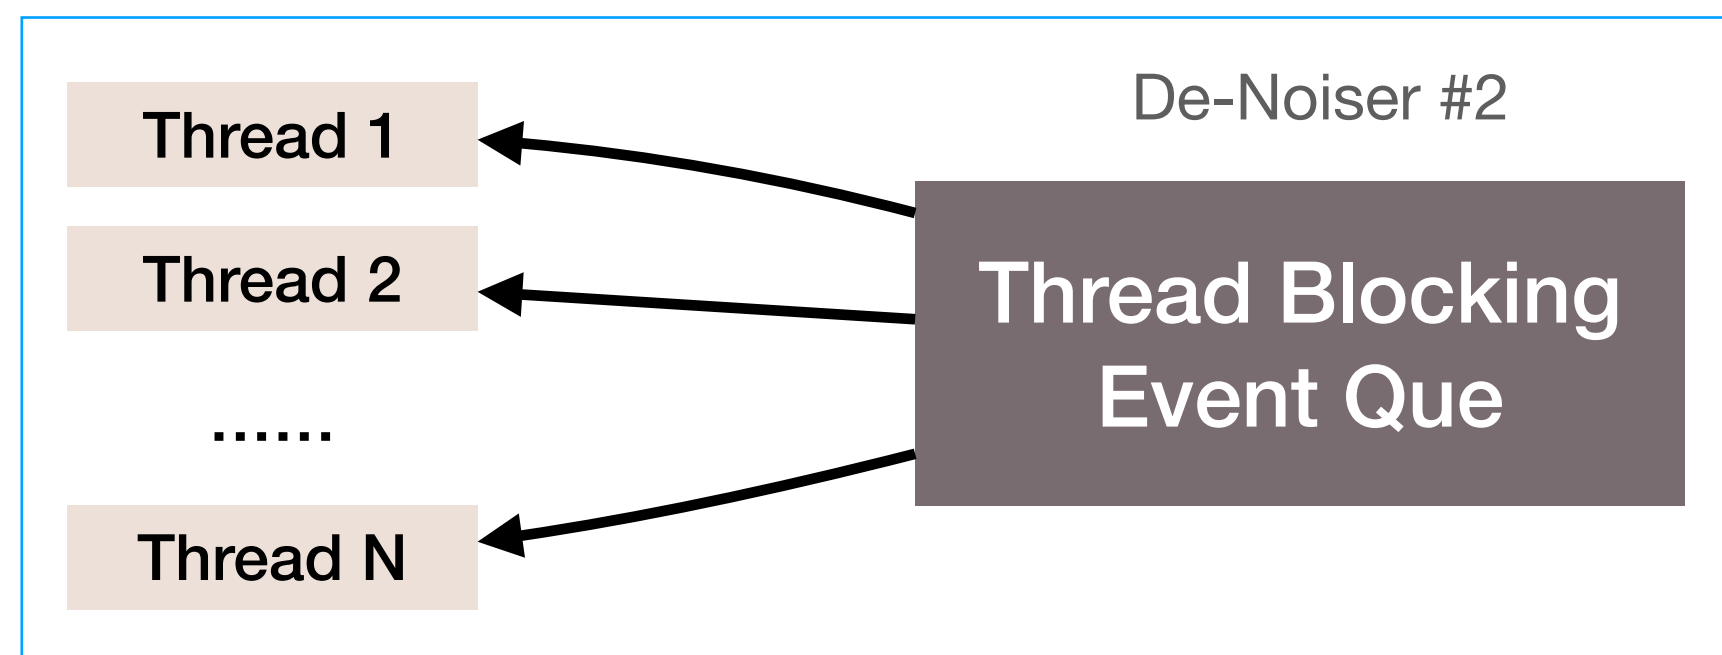 Thread 1
Thread 2
......
Thread N
De-Noiser #2
Thread Blocking
Event Que